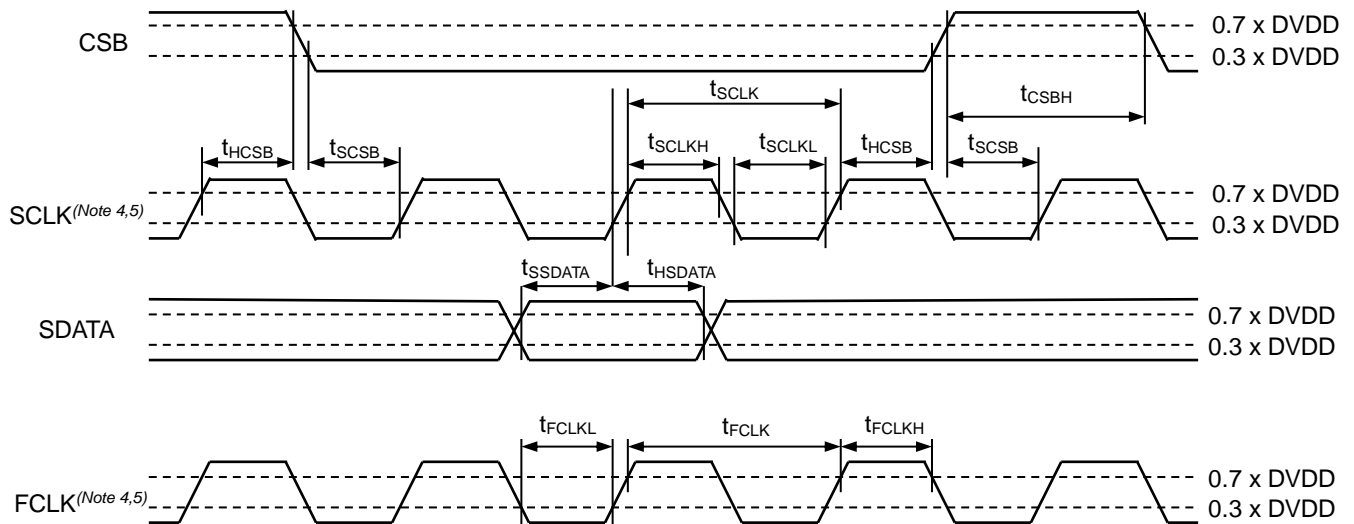 CSB
0.7 x DVDD
0.3 x DVDD
tSCLK
tCSBH
tHCSB
tSCSB
tSCLKH
tSCLKL
tHCSB
tSCSB
SCLK(Note 4,5)
0.7 x DVDD
0.3 x DVDD
tSSDATA
tHSDATA
SDATA
0.7 x DVDD
0.3 x DVDD
tFCLKL
tFCLK
tFCLKH
FCLK(Note 4,5)
0.7 x DVDD
0.3 x DVDD